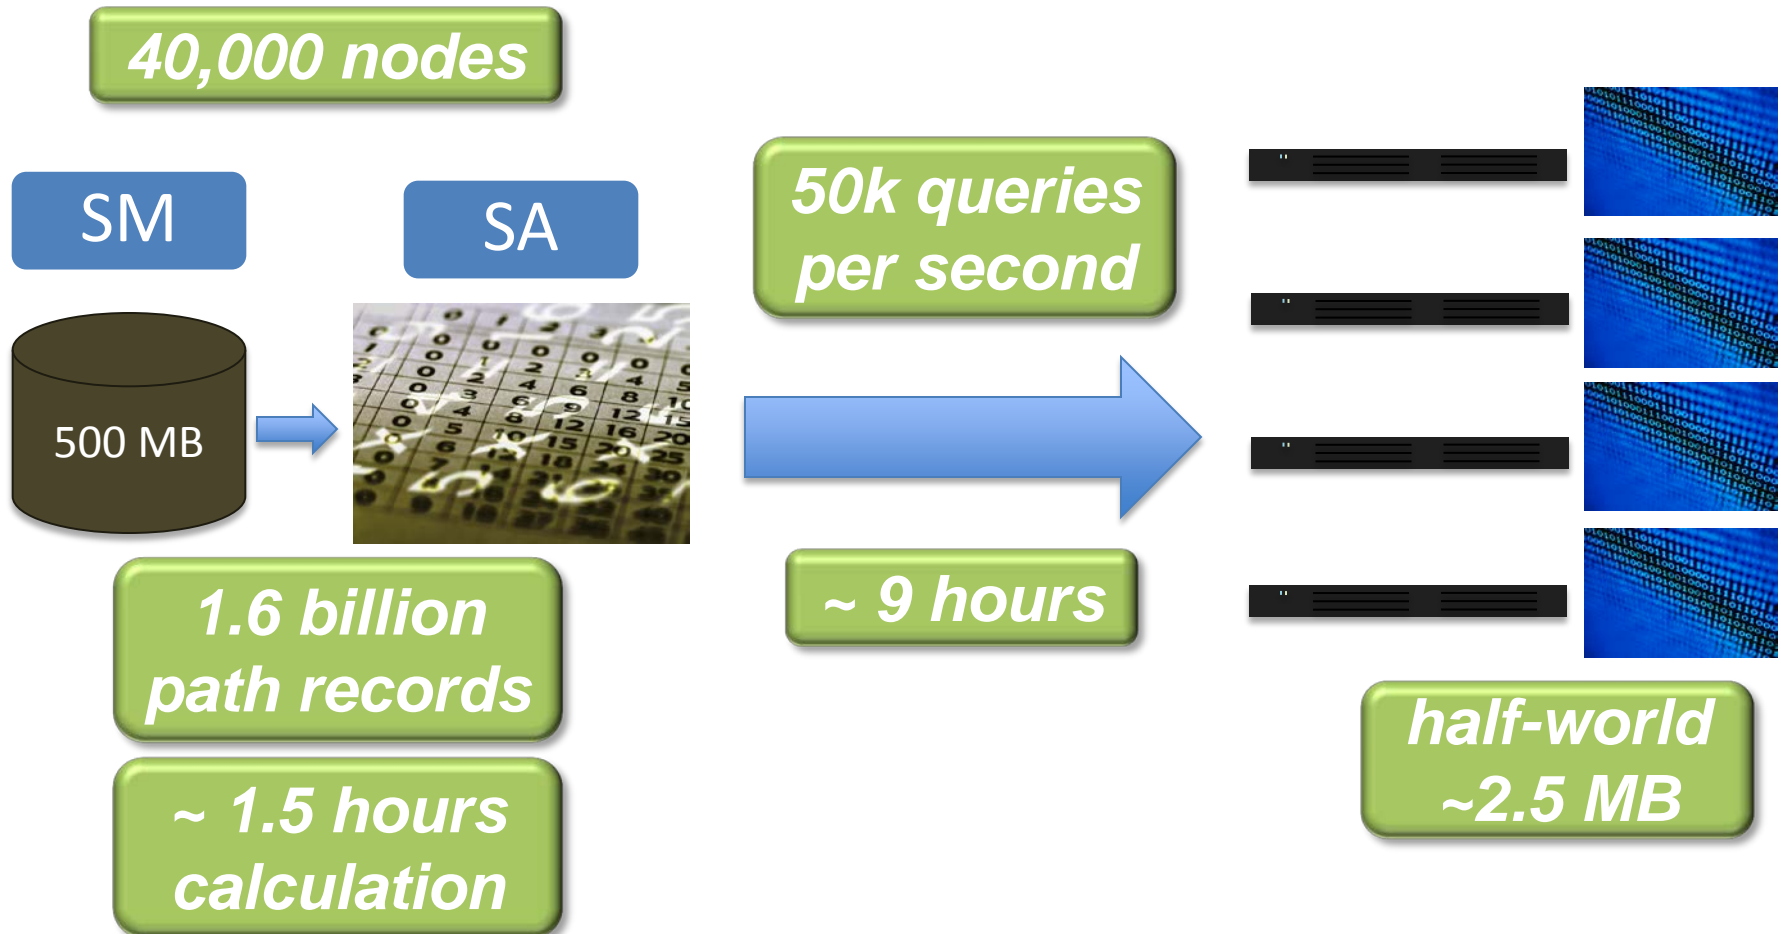 40,000 nodes
SM
SA
500 MB
50k queries
per second
~ 9 hours
1.6 billion
path records
~ 1.5 hours
calculation
half-world
~2.5 MB